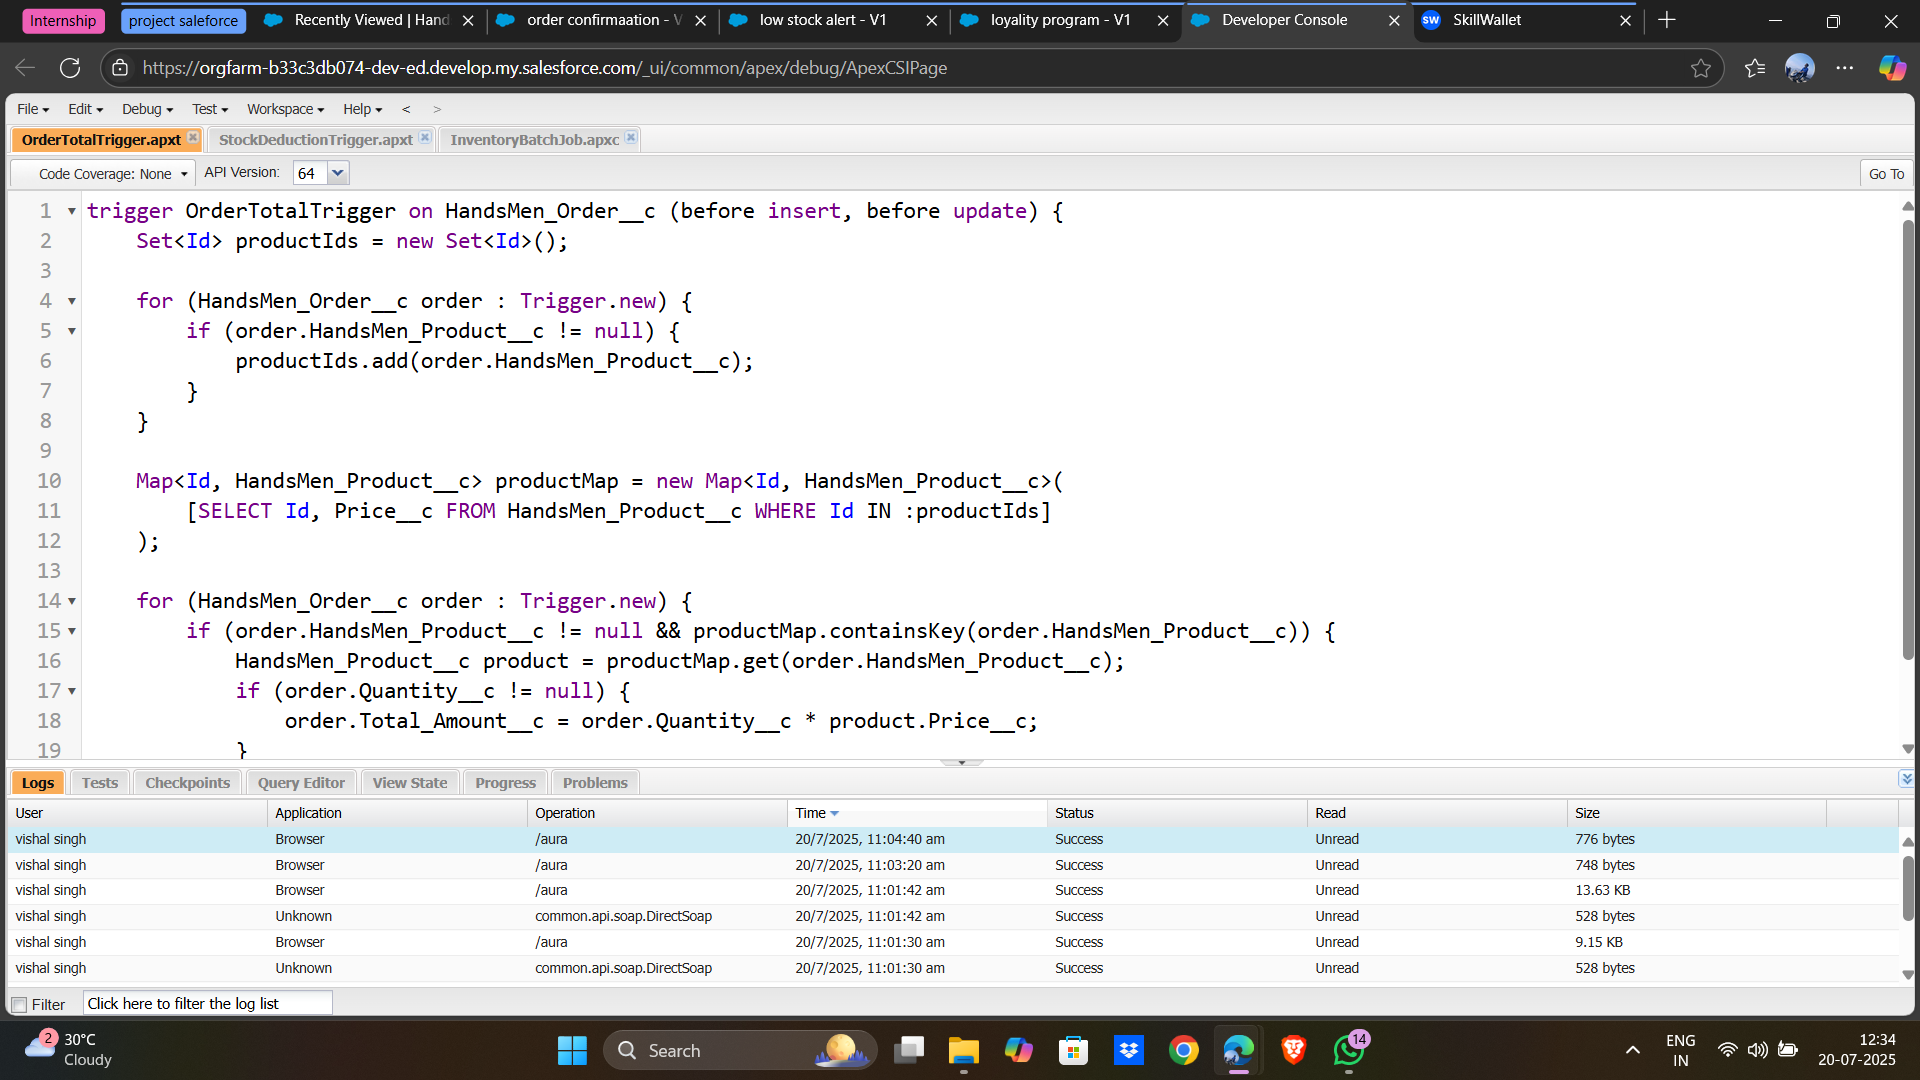 Internship
project saleforce
Recently Viewed | Hand
order confirmaation - V
low stock alert - V1
loyality program - V1
Developer Console
SW SkillWallet
https://orgfarm-b33c3db074-dev-ed.develop.my.salesforce.com/_ui/common/apex/debug/ApexCSIPage
File Edit Debug Test Workspace Help < >
OrderTotalTrigger.apxt StockDeductionTrigger.apxt InventoryBatchJob.apxc
Code Coverage: None API Version: 64 Go To
1 trigger OrderTotalTrigger on HandsMen_Order__c (before insert, before update) {
2 Set<Id> productIds = new Set<Id>();
3
4 for (HandsMen_Order__c order : Trigger.new) {
5 if (order.HandsMen_Product__c != null) {
6 productIds.add(order.HandsMen_Product__c);
7 }
8 }
9
10 Map<Id, HandsMen_Product__c> productMap = new Map<Id, HandsMen_Product__c>(
11 [SELECT Id, Price__c FROM HandsMen_Product__c WHERE Id IN :productIds]
12 );
13
14 for (HandsMen_Order__c order : Trigger.new) {
15 if (order.HandsMen_Product__c != null && productMap.containsKey(order.HandsMen_Product__c)) {
16 HandsMen_Product__c product = productMap.get(order.HandsMen_Product__c);
17 if (order.Quantity__c != null) {
18 order.Total_Amount__c = order.Quantity__c * product.Price__c;
19 }
Logs Tests Checkpoints Query Editor View State Progress Problems
User Application Operation Time Status Read Size
vishal singh Browser /aura 20/7/2025, 11:04:40 am Success Unread 776 bytes
vishal singh Browser /aura 20/7/2025, 11:03:20 am Success Unread 748 bytes
vishal singh Browser /aura 20/7/2025, 11:01:42 am Success Unread 13.63 KB
vishal singh Unknown common.api.soap.DirectSoap 20/7/2025, 11:01:42 am Success Unread 528 bytes
vishal singh Browser /aura 20/7/2025, 11:01:30 am Success Unread 9.15 KB
vishal singh Unknown common.api.soap.DirectSoap 20/7/2025, 11:01:30 am Success Unread 528 bytes
Filter Click here to filter the log list
2 30°C
Cloudy
Search
14
ENG
IN
12:34
20-07-2025